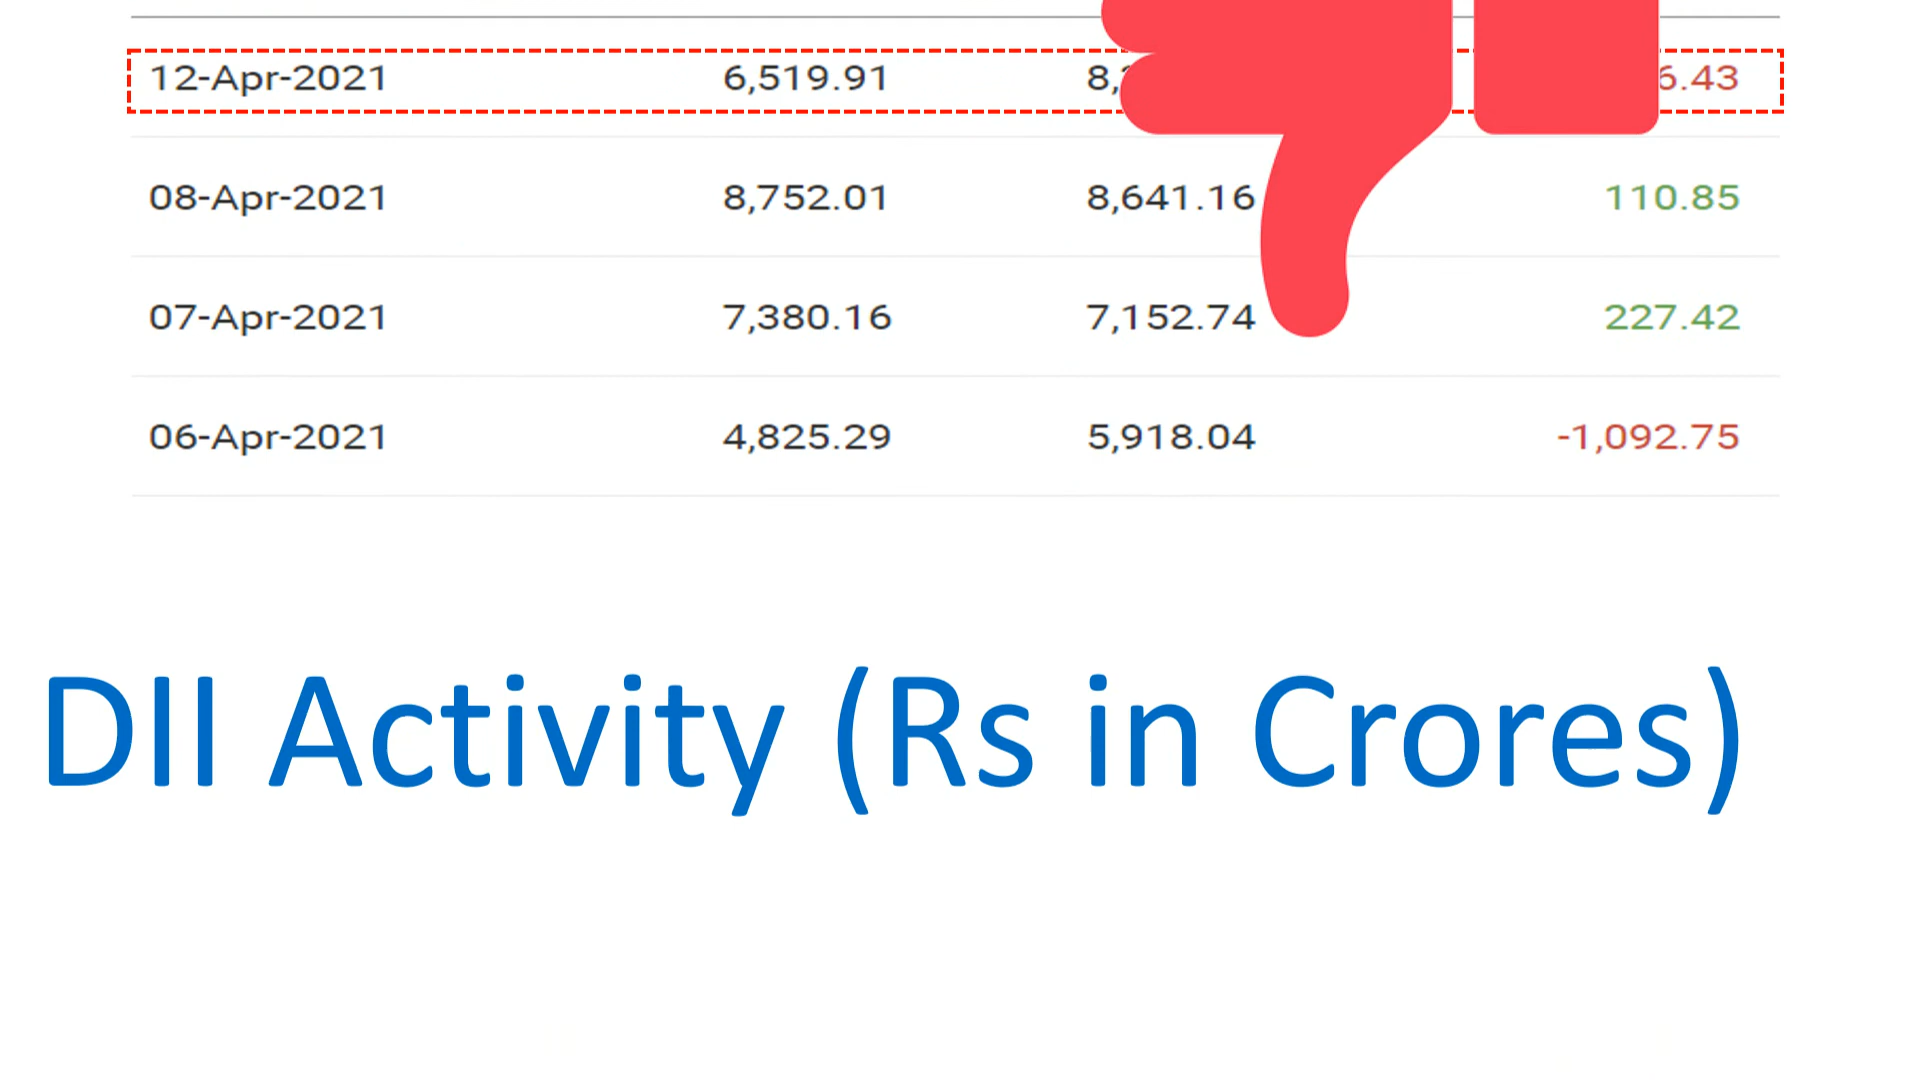 12-Apr-2021 6,519.91
08-Apr-2021 8,752.01 8,641.16 110.85
07-Apr-2021 7,380.16 7,152.74 227.42
06-Apr-2021 4,825.29 5,918.04 -1,092.75
DII Activity (Rs in Crores)